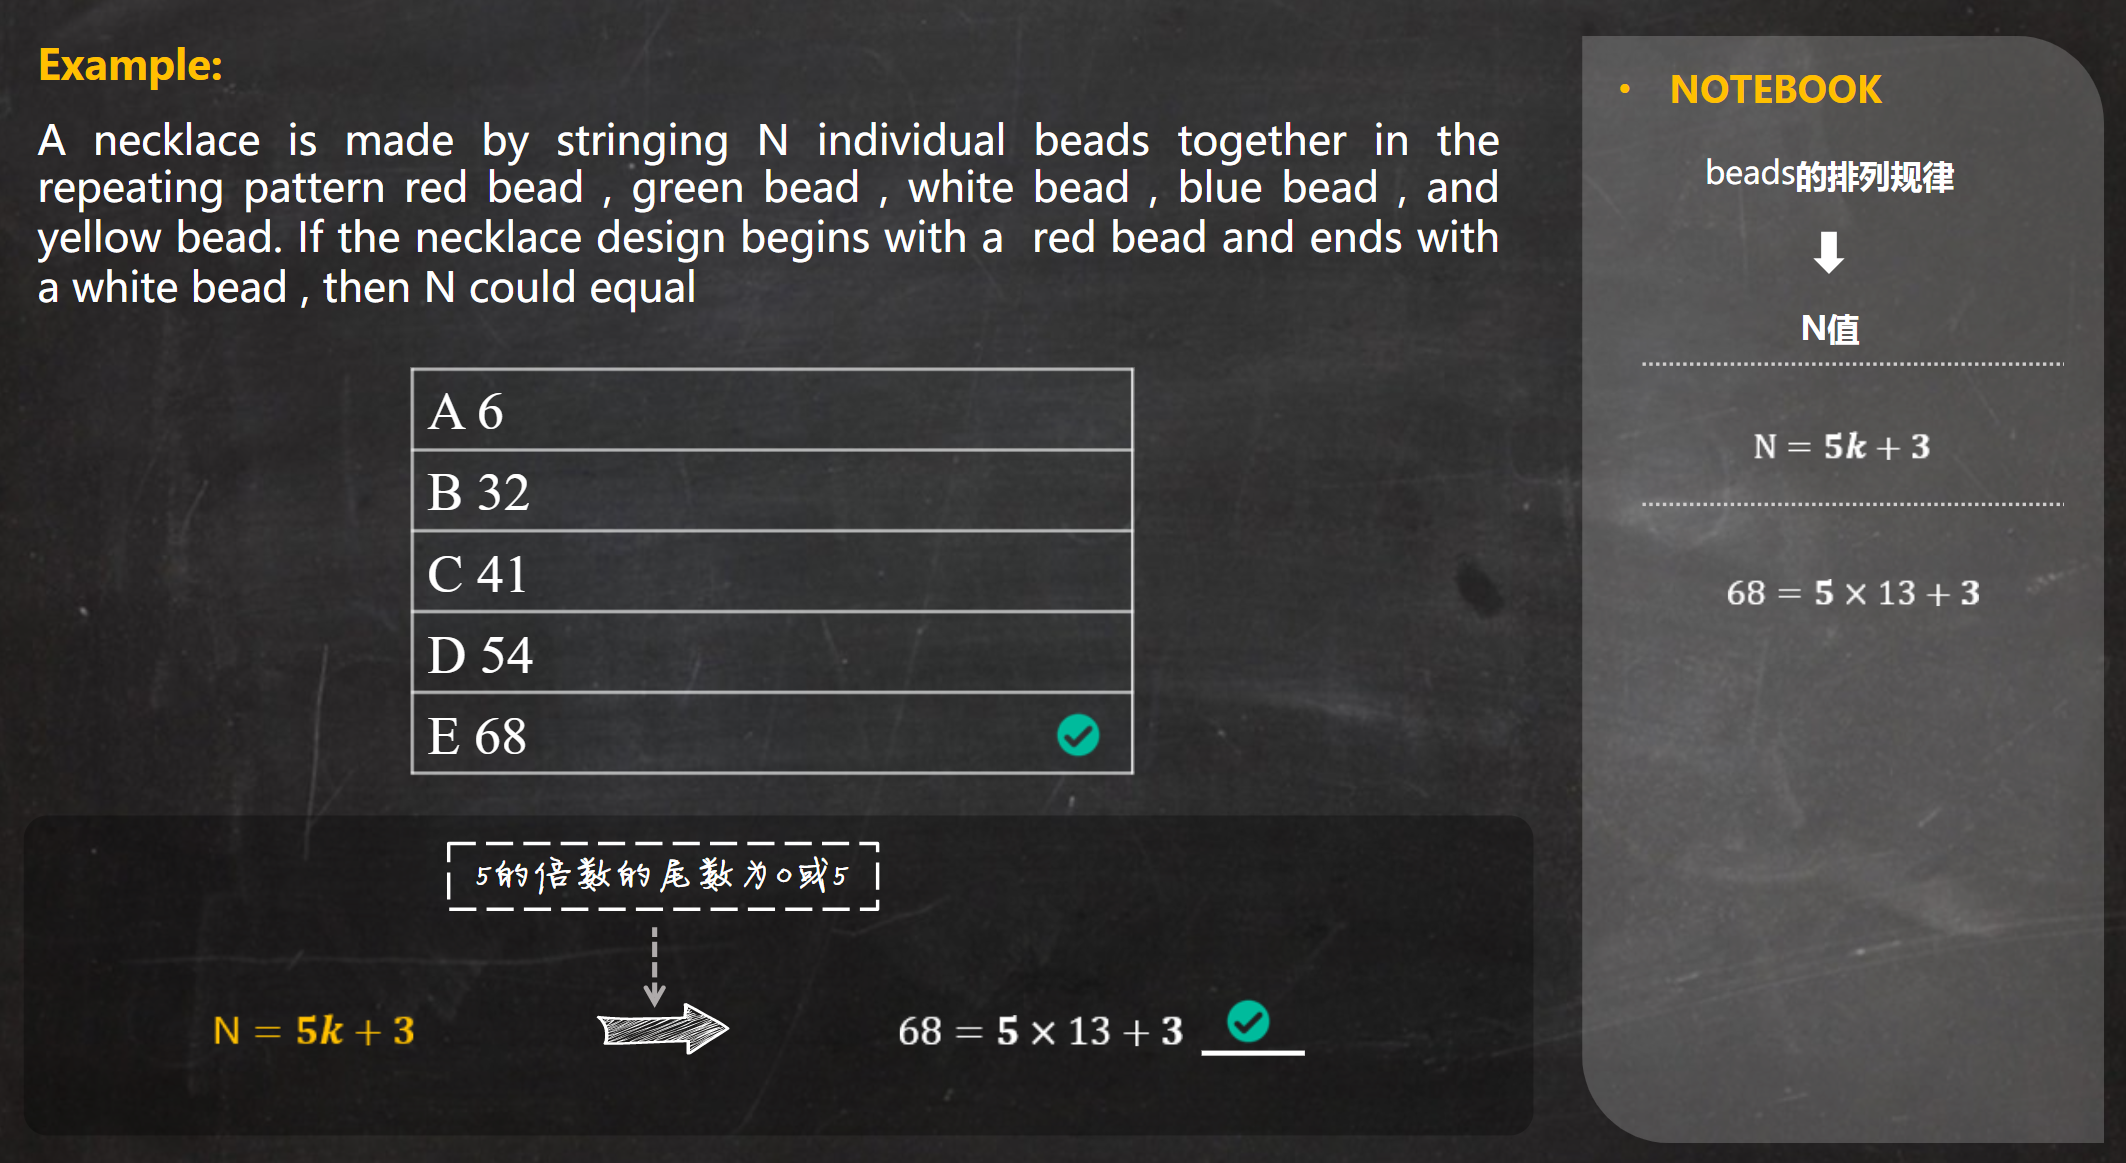 Example:
A necklace is made by stringing N individual beads together in the
repeating pattern red bead , green bead , white bead , blue bead , and
yellow bead. If the necklace design begins with a red bead and ends with
a white bead , then N could equal
A 6
B 32
C 41
D 54
E 68
5的倍数的尾数为0或5
N = 5k + 3
68 = 5 × 13 + 3
• NOTEBOOK
beads的排列规律
N值
N = 5k + 3
68 = 5 × 13 + 3